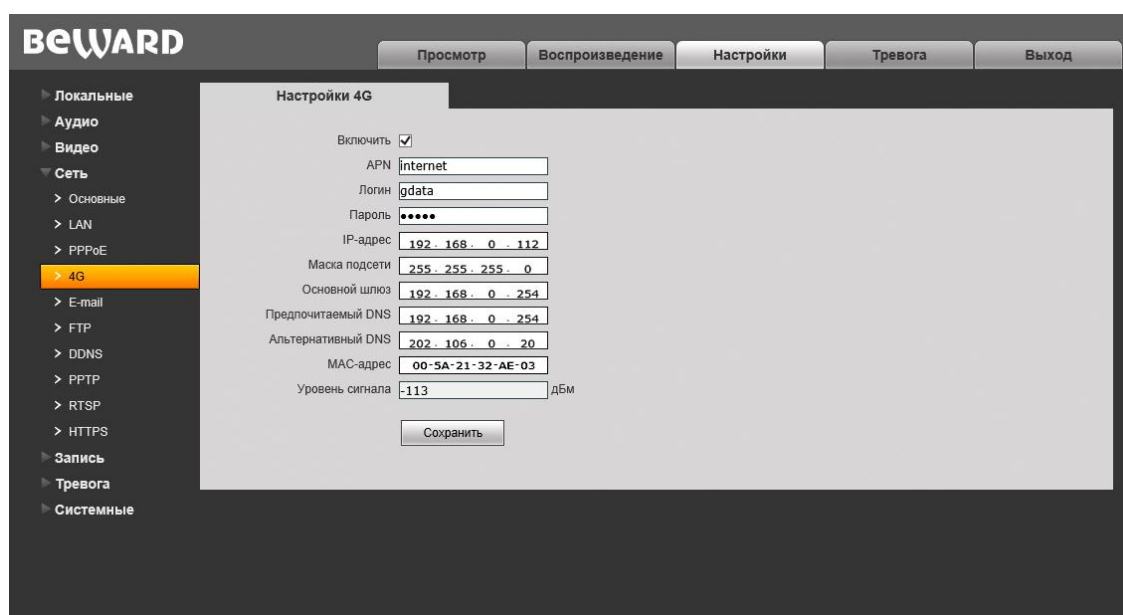 BEWARD
Просмотр Воспроизведение Настройки Тревога Выход
Локальные
Аудио
Видео
Сеть
> Основные
> LAN
> PPPoE
> 4G
> E-mail
> FTP
> DDNS
> PPTP
> RTSP
> HTTPS
Запись
Тревога
Системные
Настройки 4G
Включить
APN internet
Логин gdata
Пароль •••••
IP-адрес 192 . 168 . 0 . 112
Маска подсети 255 . 255 . 255 . 0
Основной шлюз 192 . 168 . 0 . 254
Предпочитаемый DNS 192 . 168 . 0 . 254
Альтернативный DNS 202 . 106 . 0 . 20
MAC-адрес 00-5A-21-32-AE-03
Уровень сигнала -113 дБм
Сохранить